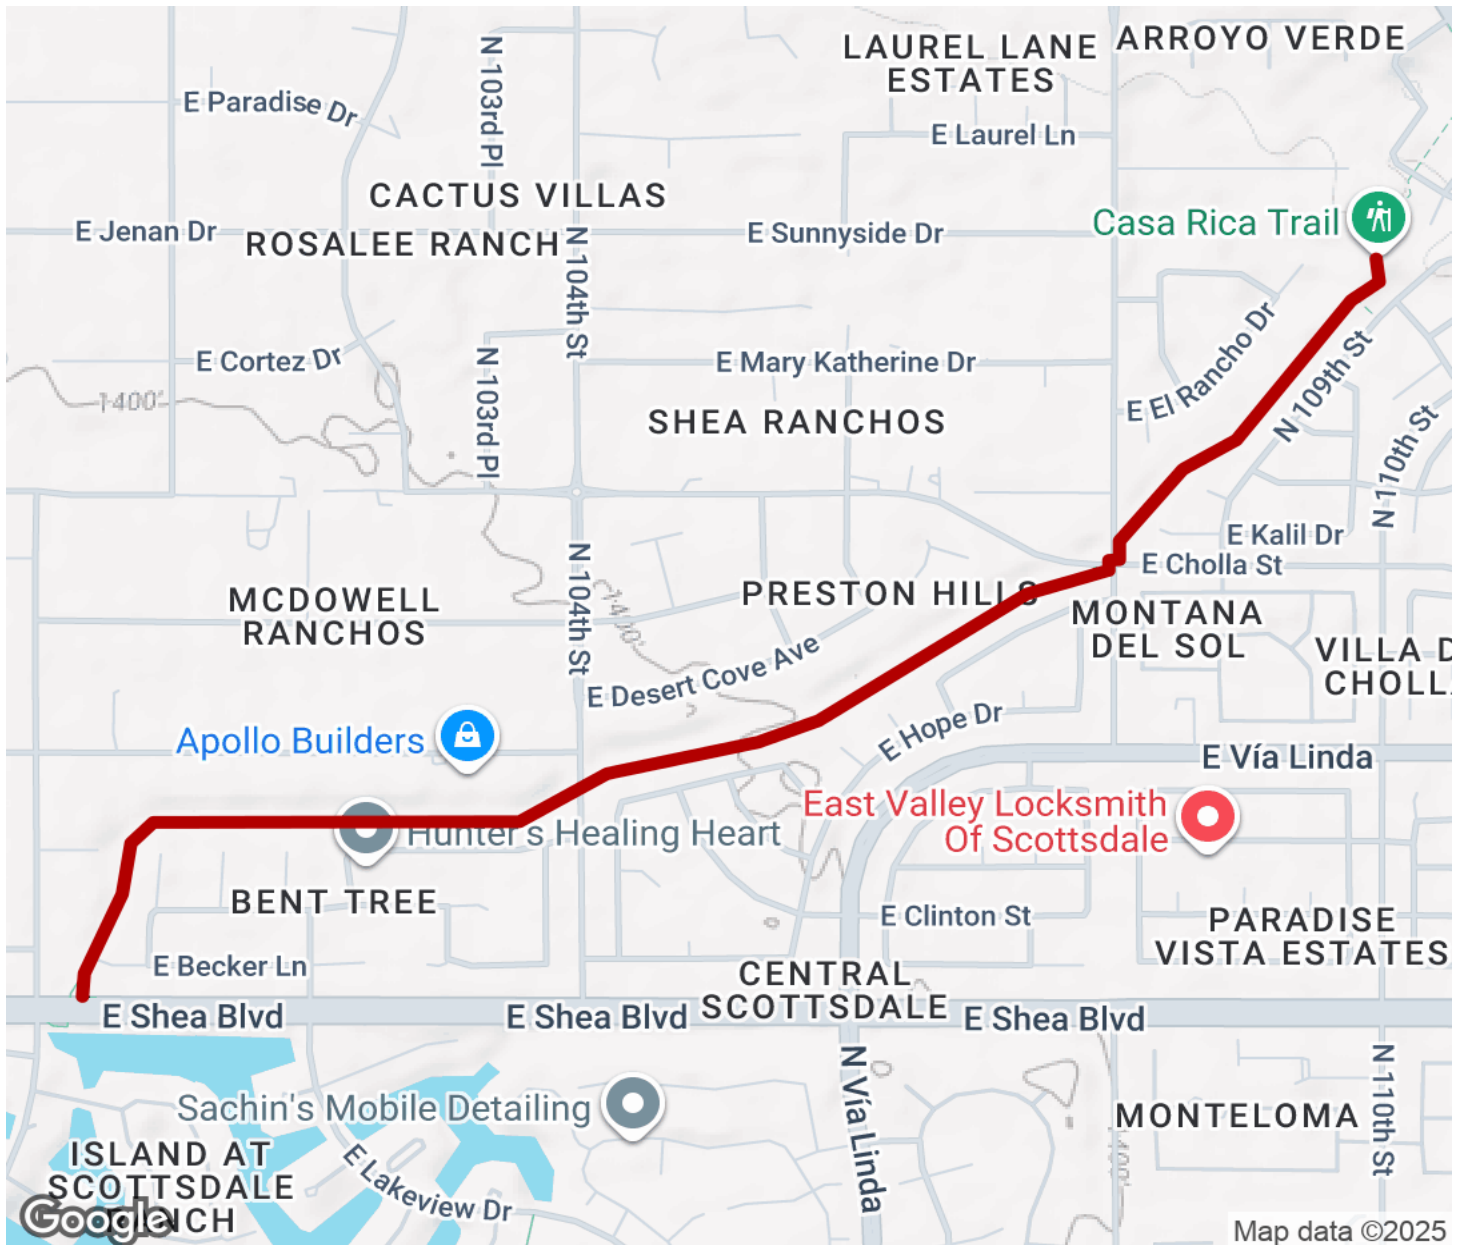 LAUREL LANE
ESTATES
ARROYO VERDE
N 103rd Pl
E Paradise Dr
E Laurel Ln
CACTUS VILLAS
Casa Rica Trail
E Jenan Dr
ROSALEE RANCH
N 104th St
E Sunnyside Dr
E El Rancho Dr
E Cortez Dr
N 103rd Pl
E Mary Katherine Dr
N 109th St
1400'
SHEA RANCHOS
N 110th St
E Kalil Dr
E Cholla St
N 104th St
1400'
PRESTON HILLS
MCDOWELL
RANCHOS
MONTANA
DEL SOL
VILLA D
CHOLL
E Desert Cove Ave
Apollo Builders
E Hope Dr
E Vía Linda
East Valley Locksmith
Of Scottsdale
Hunter's Healing Heart
BENT TREE
E Clinton St
PARADISE
VISTA ESTATES
E Becker Ln
CENTRAL
SCOTTSDALE
E Shea Blvd
E Shea Blvd
E Shea Blvd
N Vía Linda
N 110th St
Sachin's Mobile Detailing
MONTELOMA
1400'
ISLAND AT
SCOTTSDALE
RANCH
E Lakeview Dr
Google
Map data ©2025